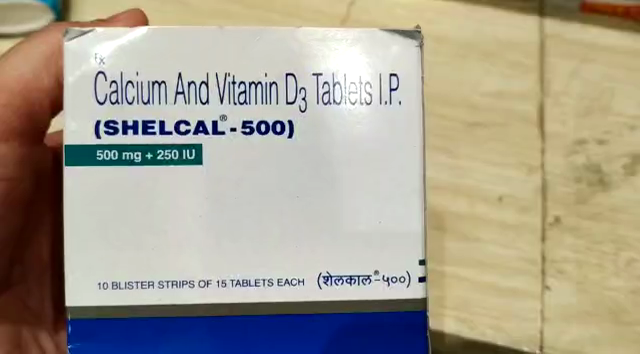 Rx
Calcium And Vitamin D3 Tablets I.P.
(SHELCAL®-500)
500 mg + 250 IU
10 BLISTER STRIPS OF 15 TABLETS EACH (शेलकाल®-५००)